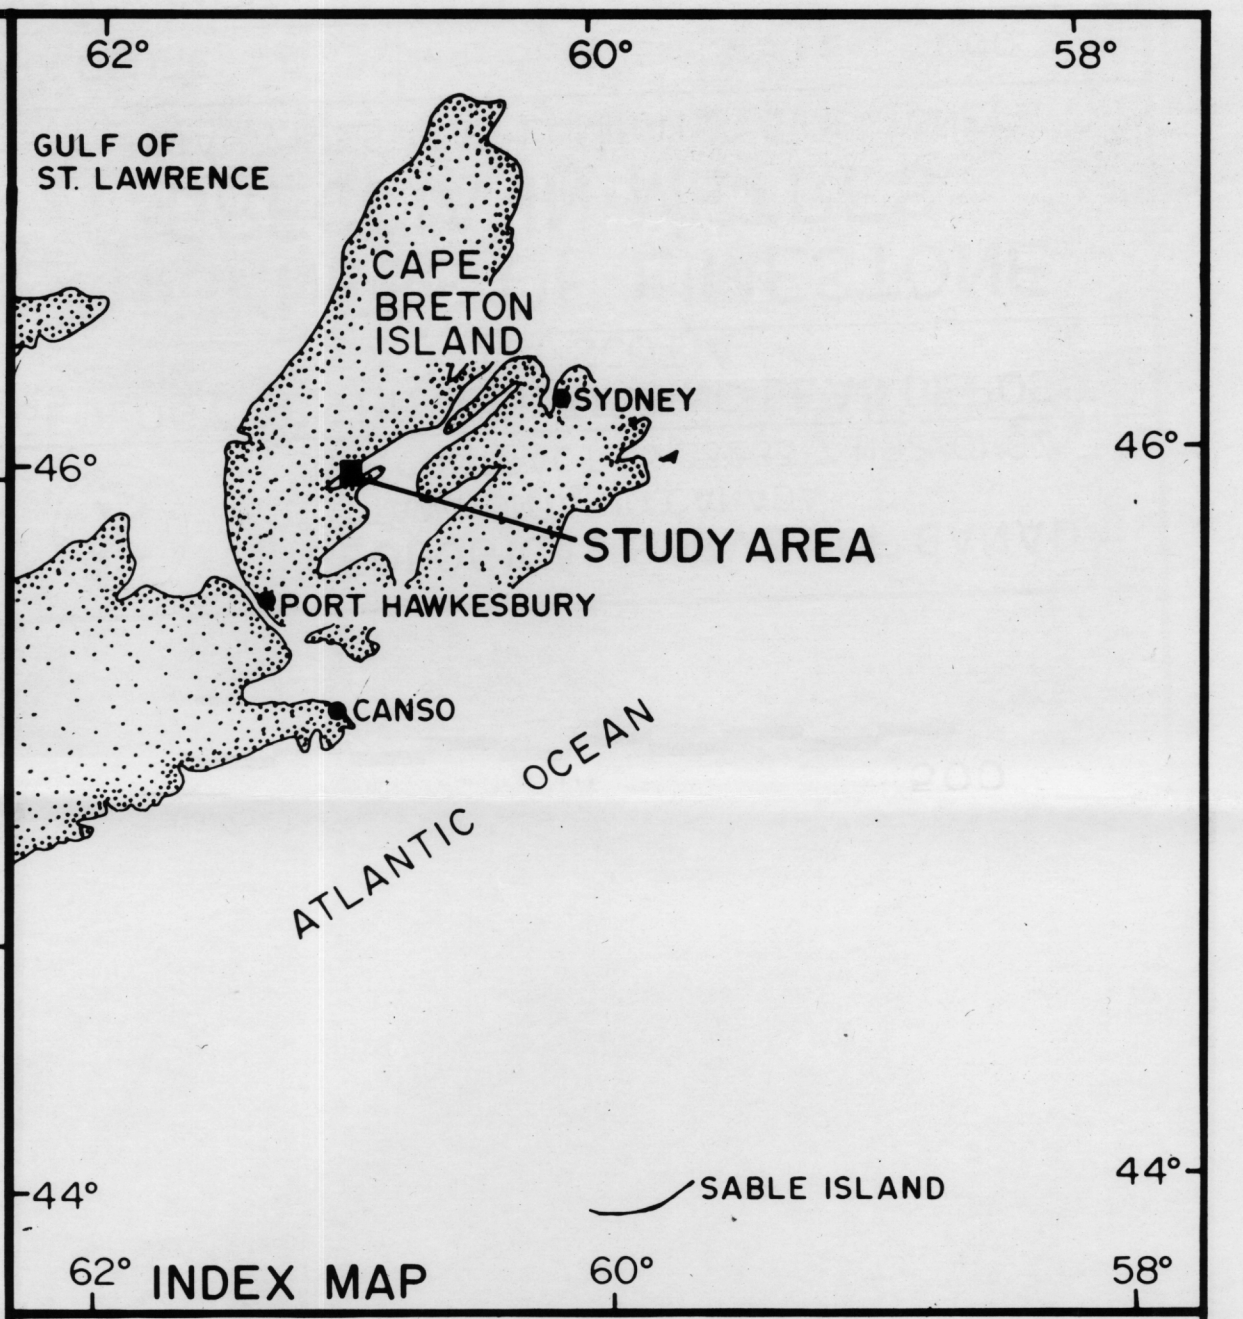 62°
60°
58°
GULF OF
ST. LAWRENCE
CAPE
BRETON
ISLAND
SYDNEY
46°
46°
STUDY AREA
PORT HAWKESBURY
CANSO
ATLANTIC OCEAN
44°
SABLE ISLAND
44°
62°
INDEX MAP
60°
58°